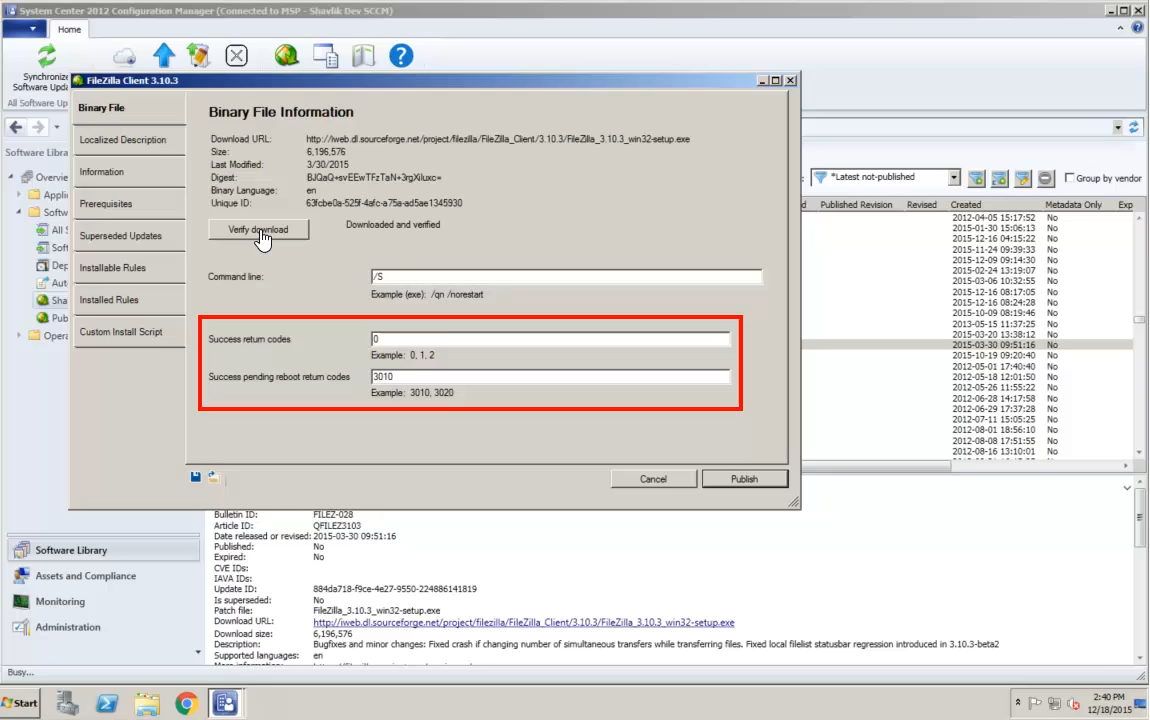 System Center 2012 Configuration Manager (Connected to MSP - Shavlik Dev SCCM)
Home
Synchronize
Software Upda
All Software Up
FileZilla Client 3.10.3
Binary File
Localized Description
Information
Prerequisites
Superseded Updates
Installable Rules
Installed Rules
Custom Install Script
Binary File Information
Download URL: http://web.dl.sourceforge.net/project/filezilla/FileZilla_Client/3.10.3/FileZilla_3.10.3_win32-setup.exe
Size: 6,196,576
Last Modified: 3/30/2015
Digest: BJQaQ+svEEwTFzTaN+3rgXiluxc=
Binary Language: en
Unique ID: 63fcbe0a-525f-4afc-a75a-ad5ae1345930
Verify download
Downloaded and verified
Command line: /S
Example (exe): /qn /norestart
Success return codes 0
Example: 0, 1, 2
Success pending reboot return codes 3010
Example: 3010, 3020
Cancel
Publish
Software Libra
Overvie
Appli
Softw
All S
Soft
Dep
Aut
Sha
Pub
Opera
Software Library
Assets and Compliance
Monitoring
Administration
*Latest not-published
Group by vendor
d Published Revision Revised Created Metadata Only Exp
2012-04-05 15:17:52 No
2015-01-30 15:06:13 No
2015-12-16 04:15:22 No
2015-11-24 09:39:33 No
2015-12-09 09:14:30 No
2015-02-24 13:19:07 No
2015-03-06 10:32:55 No
2015-12-16 08:17:05 No
2015-12-16 08:24:28 No
2015-10-09 08:19:46 No
2013-05-15 11:37:25 No
2015-03-20 13:38:12 No
2015-03-30 09:51:16 No
2015-10-19 09:20:40 No
2012-05-01 17:40:40 No
2012-05-18 12:01:50 No
2012-05-26 11:55:22 No
2012-06-28 14:17:58 No
2012-06-29 17:37:28 No
2012-07-11 15:05:25 No
2012-08-01 18:56:10 No
2012-08-08 17:51:55 No
2012-08-16 13:10:01 No
Bulletin ID: FILEZ-028
Article ID: QFILEZ3103
Date released or revised: 2015-03-30 09:51:16
Published: No
Expired: No
CVE IDs:
IAVA IDs:
Update ID: 884da718-f9ce-4e27-9550-224886141819
Is superseded: No
Patch file: FileZilla_3.10.3_win32-setup.exe
Download URL: http://web.dl.sourceforge.net/project/filezilla/FileZilla_Client/3.10.3/FileZilla_3.10.3_win32-setup.exe
Download size: 6,196,576
Description: Bugfixes and minor changes: Fixed crash if changing number of simultaneous transfers while transferring files. Fixed local filelist statusbar regression introduced in 3.10.3-beta2
Supported languages: en
Busy...
Start
2:40 PM
12/18/2015